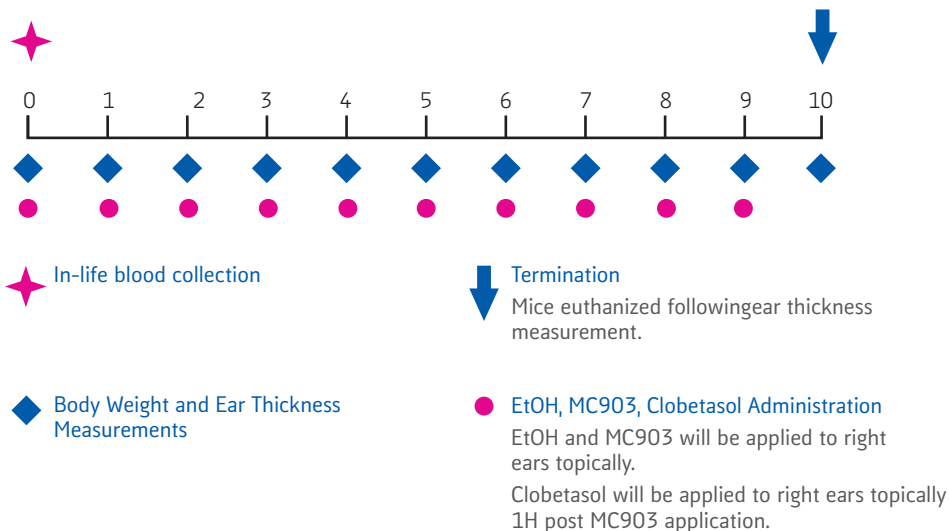 0 1 2 3 4 5 6 7 8 9 10
In-life blood collection
Termination
Mice euthanized followingear thickness
measurement.
Body Weight and Ear Thickness
Measurements
EtOH, MC903, Clobetasol Administration
EtOH and MC903 will be applied to right
ears topically.
Clobetasol will be applied to right ears topically
1H post MC903 application.